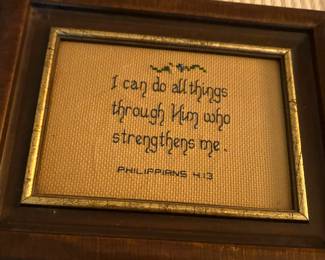 I can do all things
through Him who
strengthens me.
PHILIPPIANS 4:13